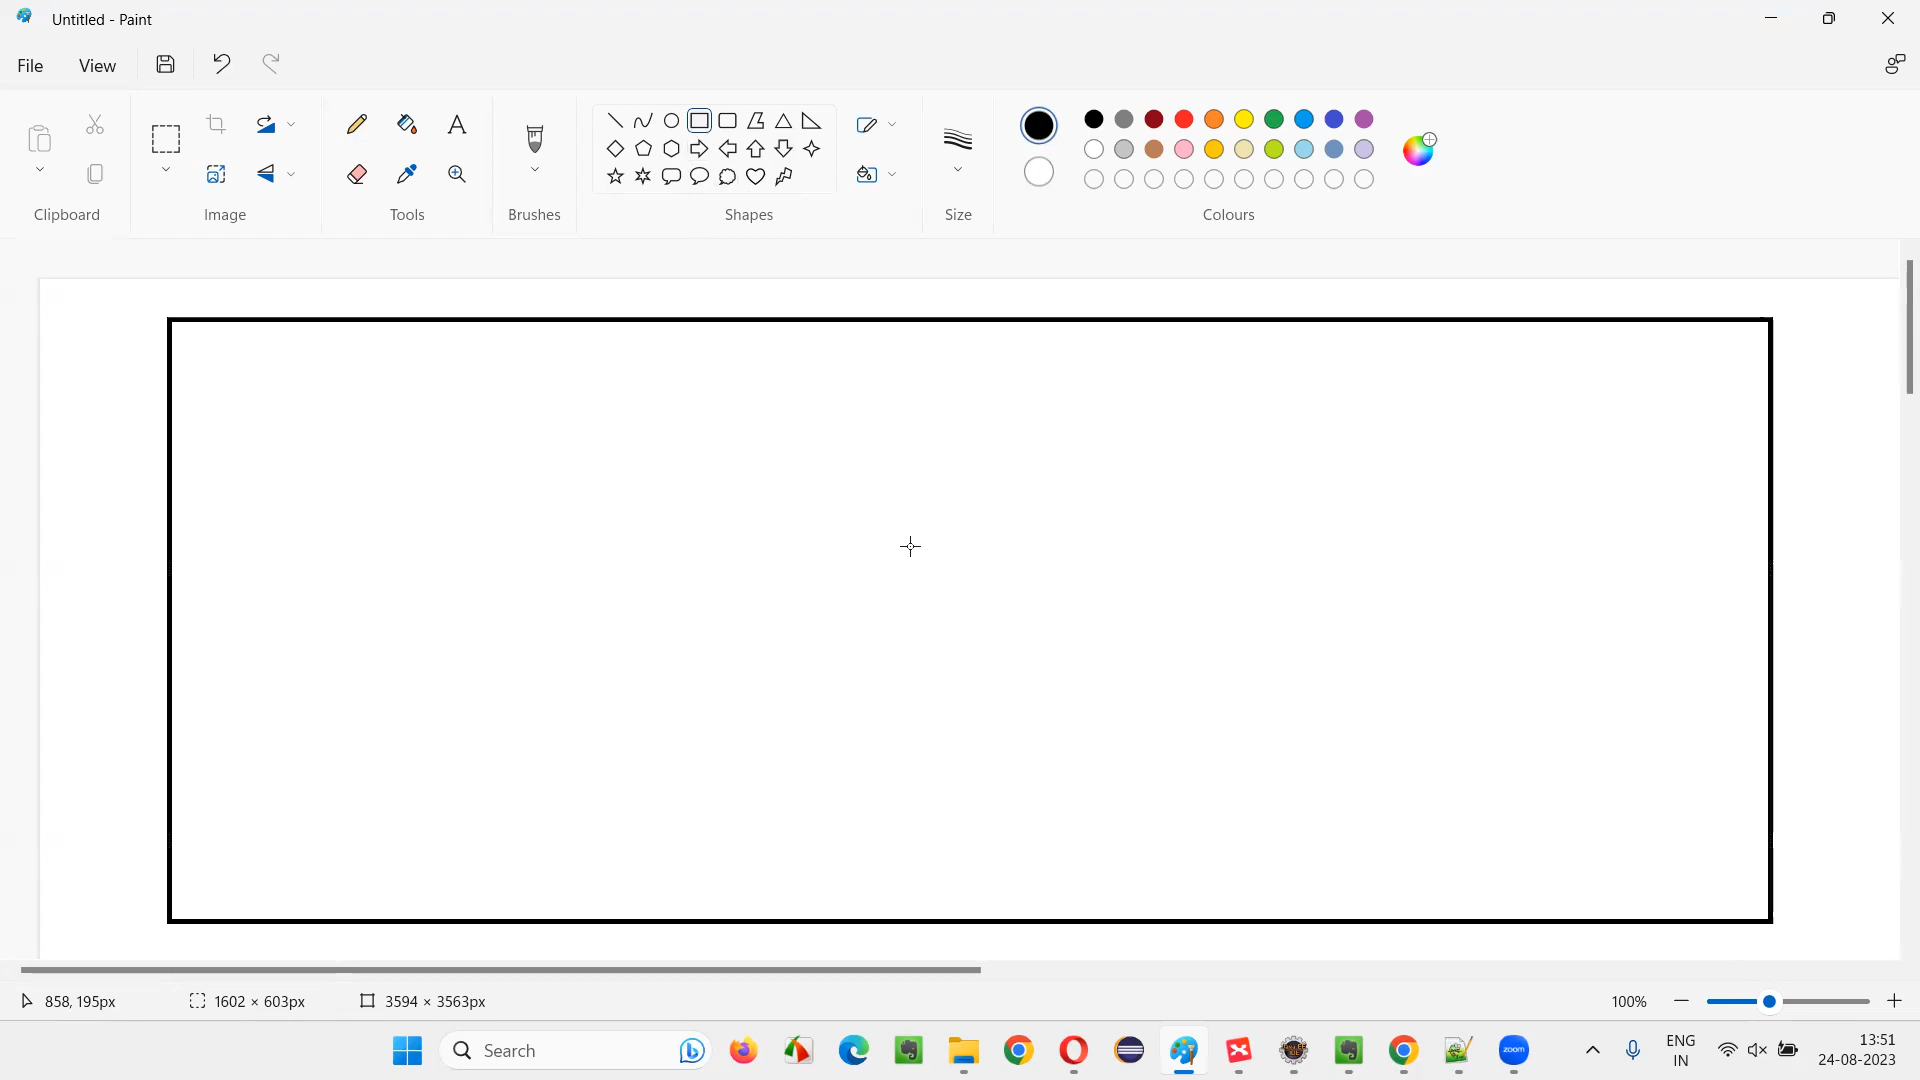 Untitled - Paint
File View
Clipboard
Image
Tools
Brushes
Shapes
Size
Colours
858, 195px
1602 × 603px
3594 × 3563px
100%
Search
zoom
ENG
IN
13:51
24-08-2023